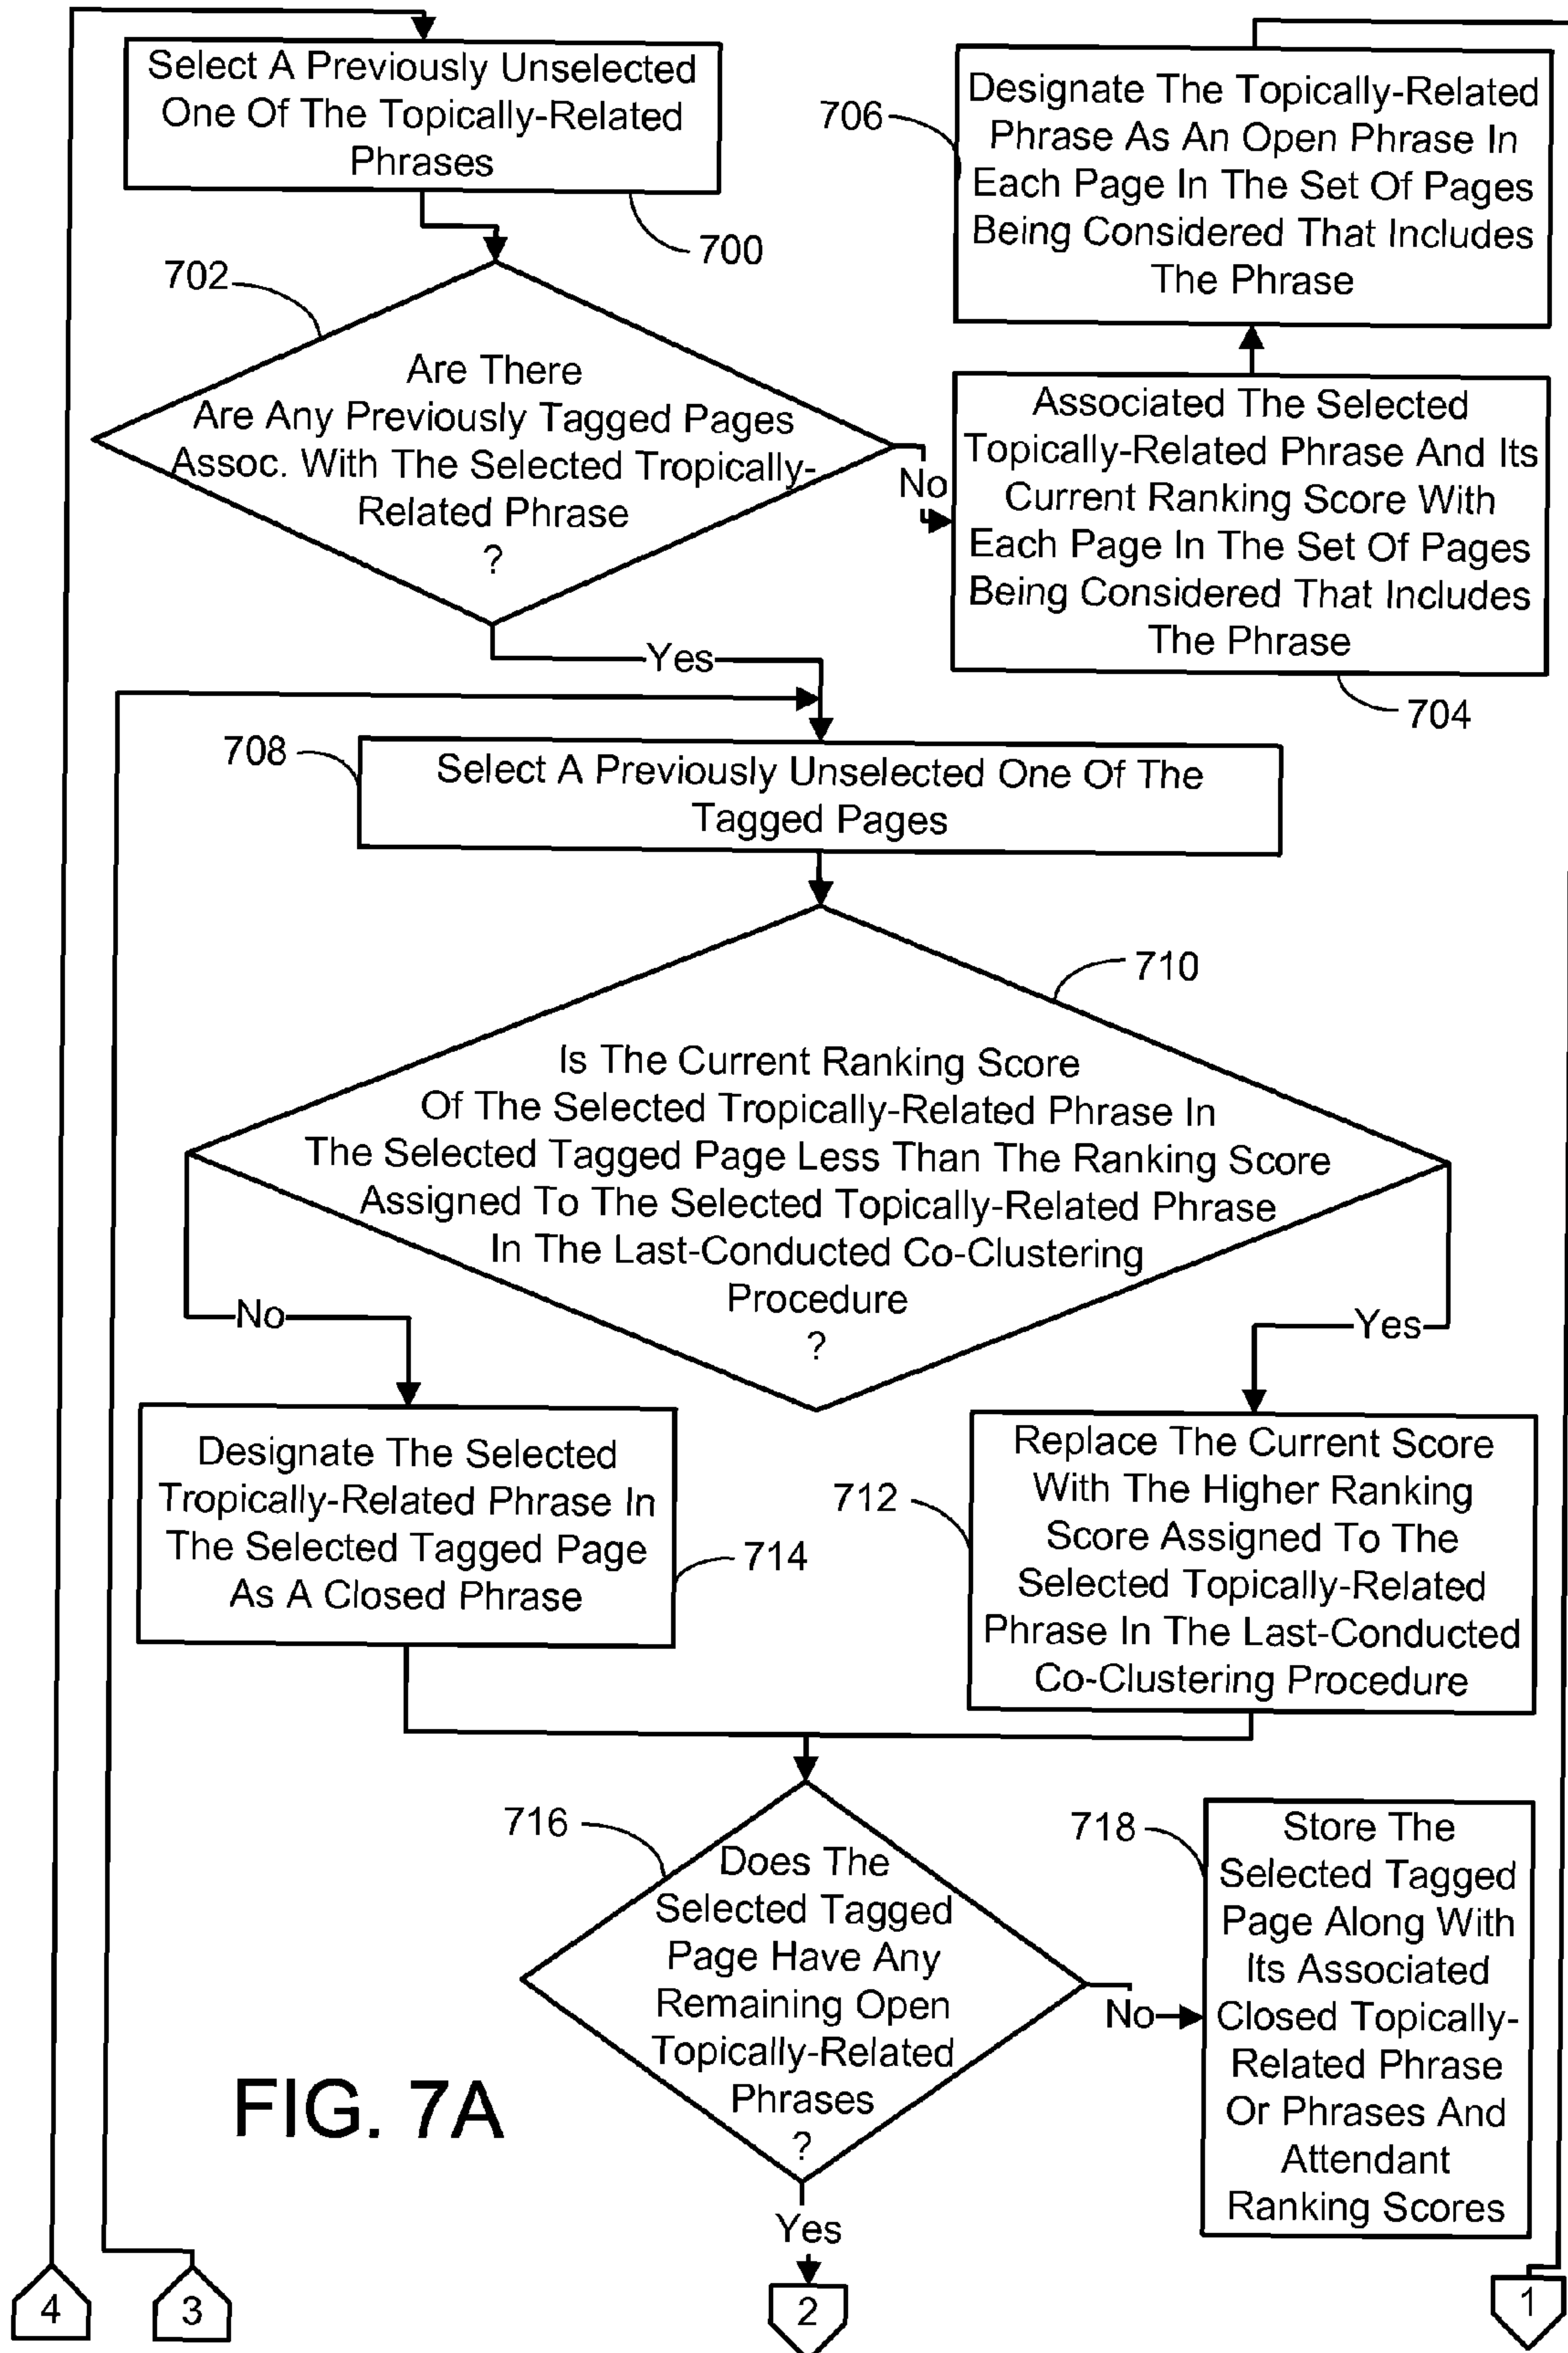 Select A Previously Unselected
One Of The Topically-Related
Phrases
700
702
Are There
Are Any Previously Tagged Pages
Assoc. With The Selected Tropically-
Related Phrase
?
No
Yes
706
Designate The Topically-Related
Phrase As An Open Phrase In
Each Page In The Set Of Pages
Being Considered That Includes
The Phrase
Associated The Selected
Topically-Related Phrase And Its
Current Ranking Score With
Each Page In The Set Of Pages
Being Considered That Includes
The Phrase
704
708
Select A Previously Unselected One Of The
Tagged Pages
710
Is The Current Ranking Score
Of The Selected Tropically-Related Phrase In
The Selected Tagged Page Less Than The Ranking Score
Assigned To The Selected Topically-Related Phrase
In The Last-Conducted Co-Clustering
Procedure
?
No
Yes
Designate The Selected
Tropically-Related Phrase In
The Selected Tagged Page
As A Closed Phrase
714
712
Replace The Current Score
With The Higher Ranking
Score Assigned To The
Selected Topically-Related
Phrase In The Last-Conducted
Co-Clustering Procedure
716
Does The
Selected Tagged
Page Have Any
Remaining Open
Topically-Related
Phrases
?
No
Yes
718
Store The
Selected Tagged
Page Along With
Its Associated
Closed Topically-
Related Phrase
Or Phrases And
Attendant
Ranking Scores
FIG. 7A
4
3
2
1